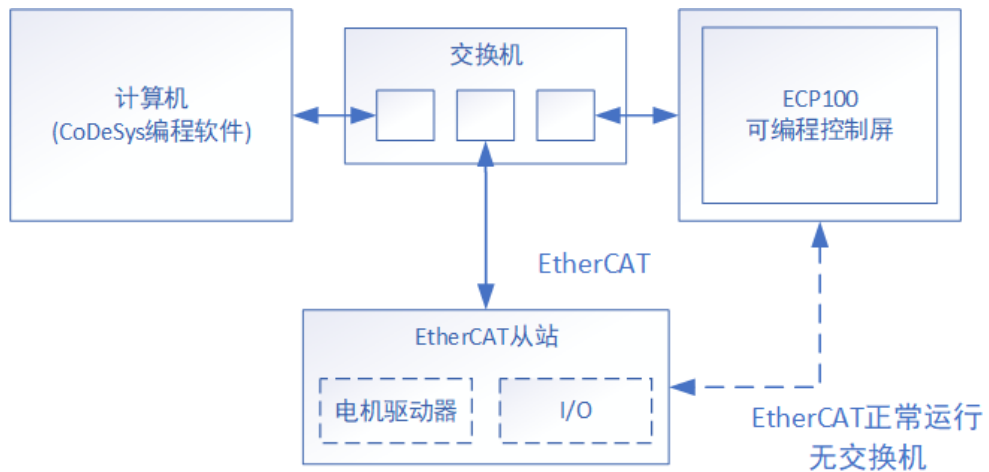 计算机
(CoDeSys编程软件)
交换机
ECP100
可编程控制屏
EtherCAT
EtherCAT从站
电机驱动器
I/O
EtherCAT正常运行
无交换机